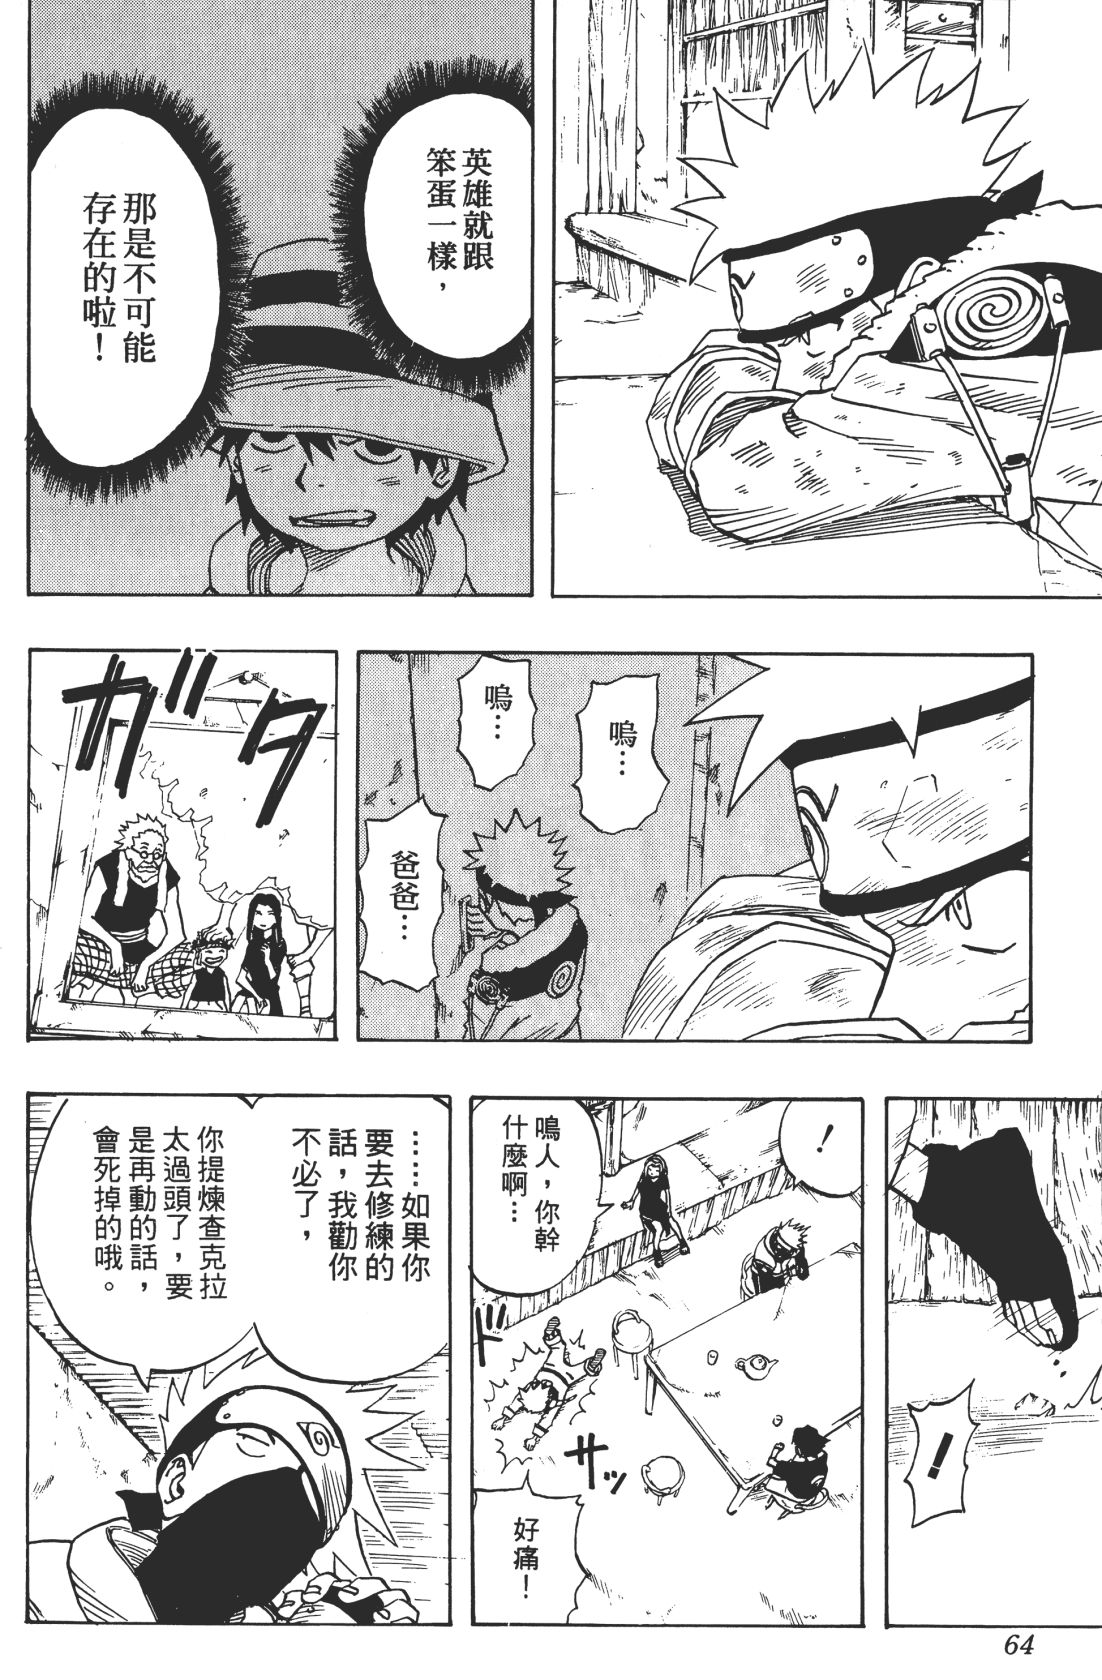 英雄就跟
笨蛋一樣，
那是不可能
存在的啦！
嗚…
嗚…
爸爸…
ガタ
！
！
鳴人，你幹
什麼啊…
ドサッ
好痛！
……如果你
要去修練的
話，我勸你
不必了，
你提煉查克拉
太過頭了，要
是再動的話，
會死掉的哦。
64